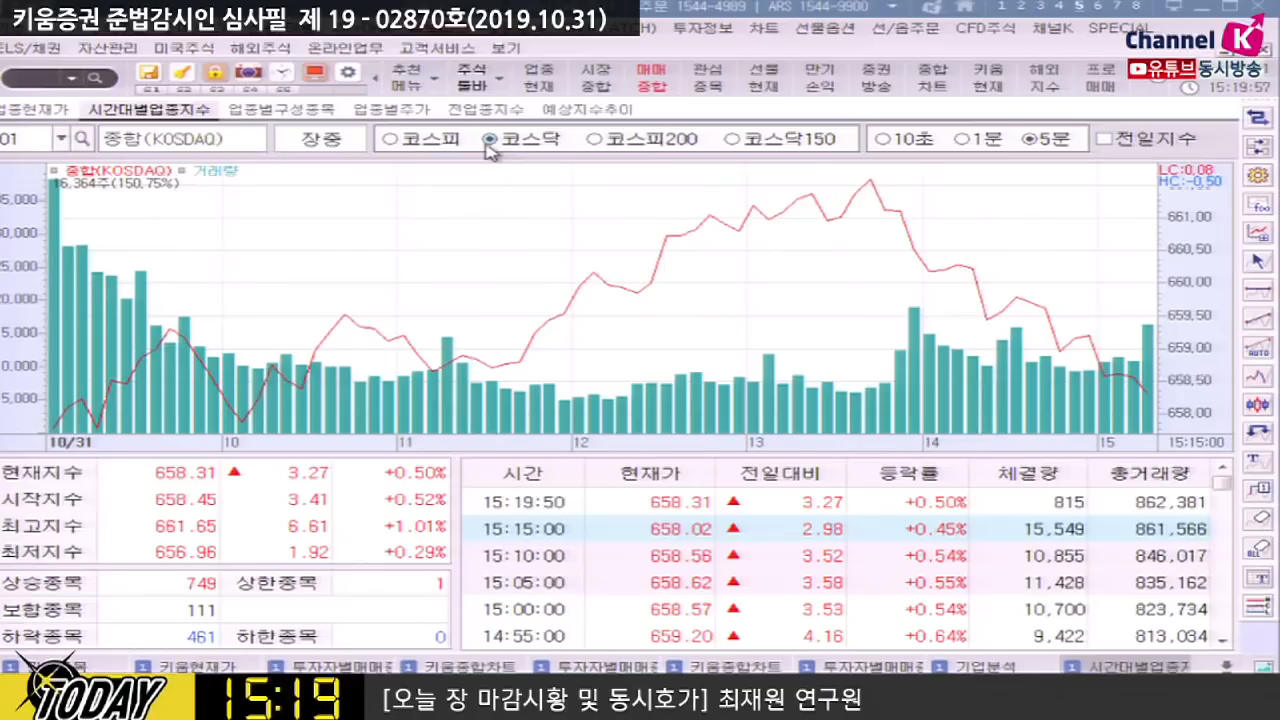 키움증권 준법감시인 심사필 제 19 - 02870호(2019.10.31)
주문 1544-4989 | ARS 1544-9900
1 2 3 4 5 6 7 8
투자정보 차트 선물옵션 선/옵주문 CFD주식 채널K SPECIAL
Channel K
ELS/채권 자산관리 미국주식 해외주식 온라인업무 고객서비스 보기
유튜브 동시방송
추천 주식 업종 시장 매매 관심 선물 만기 증권 종합 키움 해외 프로
메뉴 툴바 현재 종합 종합 종목 현재 손익 방송 차트 현재 지수 매매
15:19:57
업종현재가 시간대별업종지수 업종별구성종목 업종별주가 전업종지수 예상지수추이
01 종합(KOSDAQ) 장중 코스피 코스닥 코스피200 코스닥150 10초 1분 5분 전일지수
종합(KOSDAQ) 거래량
16,364주(150.75%)
LC:0.08
HC:-0.50
661,00
660,50
660,00
659,50
659,00
658,50
658,00
10/31 10 11 12 13 14 15 15:15:00
현재지수 658.31 ▲ 3.27 +0.50%
시작지수 658.45 3.41 +0.52%
최고지수 661.65 6.61 +1.01%
최저지수 656.96 1.92 +0.29%
상승종목 749 상한종목 1
보합종목 111
하락종목 461 하한종목 0
시간 현재가 전일대비 등락률 체결량 총거래량
15:19:50 658.31 ▲ 3.27 +0.50% 815 862,381
15:15:00 658.02 ▲ 2.98 +0.45% 15,549 861,566
15:10:00 658.56 ▲ 3.52 +0.54% 10,855 846,017
15:05:00 658.62 ▲ 3.58 +0.55% 11,428 835,162
15:00:00 658.57 ▲ 3.53 +0.54% 10,700 823,734
14:55:00 659.20 ▲ 4.16 +0.64% 9,422 813,034
1 키움현재가 1 투자자별매매 1 키움종합차트 1 투자자별매매 1 키움종합차트 1 투자자별매매 1 기업분석 1 시간대별업종
TODAY 15:19 [오늘 장 마감시황 및 동시호가] 최재원 연구원